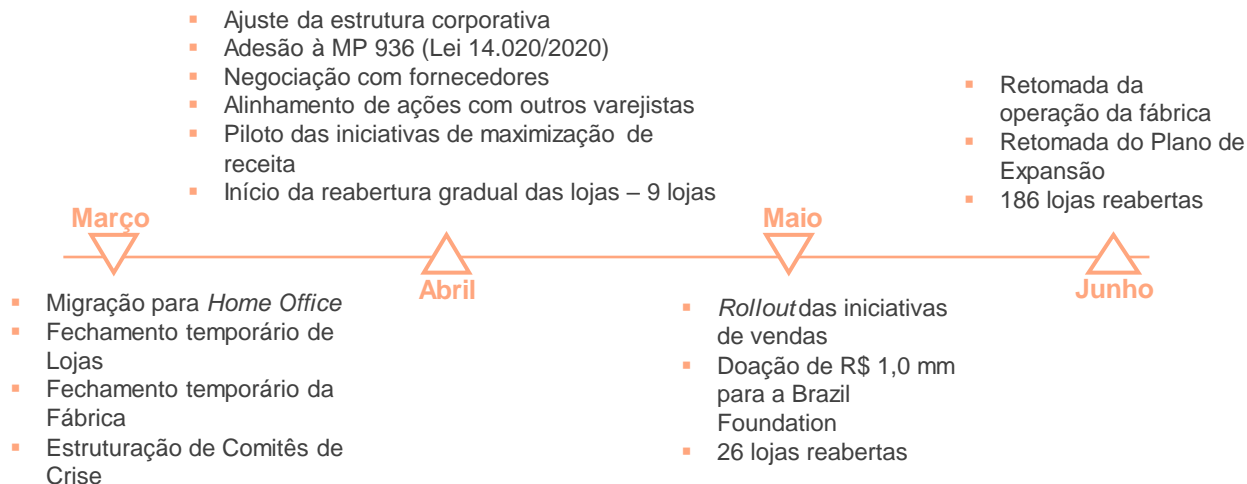 Março
▪ Migração para Home Office
▪ Fechamento temporário de
Lojas
▪ Fechamento temporário da
Fábrica
▪ Estruturação de Comitês de
Crise
▪ Ajuste da estrutura corporativa
▪ Adesão à MP 936 (Lei 14.020/2020)
▪ Negociação com fornecedores
▪ Alinhamento de ações com outros varejistas
▪ Piloto das iniciativas de maximização de
receita
▪ Início da reabertura gradual das lojas – 9 lojas
Abril
Maio
▪ Rollout das iniciativas
de vendas
▪ Doação de R$ 1,0 mm
para a Brazil
Foundation
▪ 26 lojas reabertas
▪ Retomada da
operação da fábrica
▪ Retomada do Plano de
Expansão
▪ 186 lojas reabertas
Junho